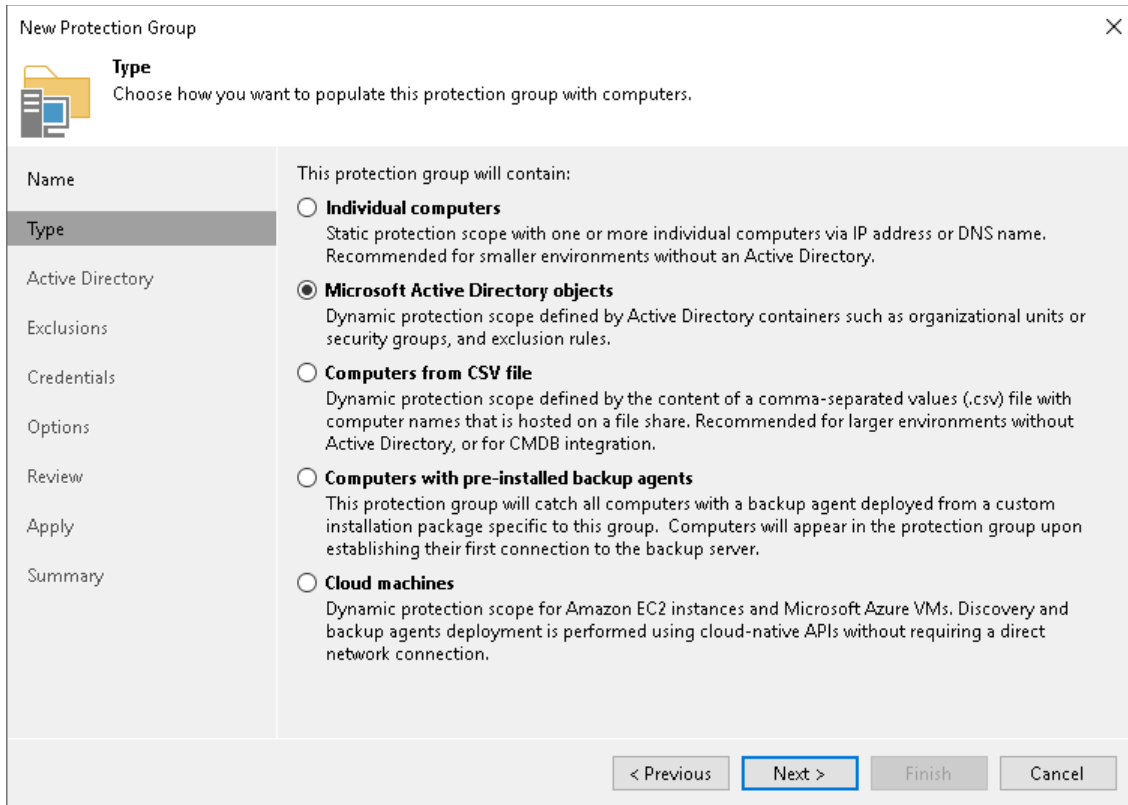 New Protection Group
Type
Choose how you want to populate this protection group with computers.
Name
Type
Active Directory
Exclusions
Credentials
Options
Review
Apply
Summary
This protection group will contain:
Individual computers
Static protection scope with one or more individual computers via IP address or DNS name.
Recommended for smaller environments without an Active Directory.
Microsoft Active Directory objects
Dynamic protection scope defined by Active Directory containers such as organizational units or
security groups, and exclusion rules.
Computers from CSV file
Dynamic protection scope defined by the content of a comma-separated values (.csv) file with
computer names that is hosted on a file share. Recommended for larger environments without
Active Directory, or for CMDB integration.
Computers with pre-installed backup agents
This protection group will catch all computers with a backup agent deployed from a custom
installation package specific to this group.  Computers will appear in the protection group upon
establishing their first connection to the backup server.
Cloud machines
Dynamic protection scope for Amazon EC2 instances and Microsoft Azure VMs. Discovery and
backup agents deployment is performed using cloud-native APIs without requiring a direct
network connection.
< Previous
Next >
Finish
Cancel